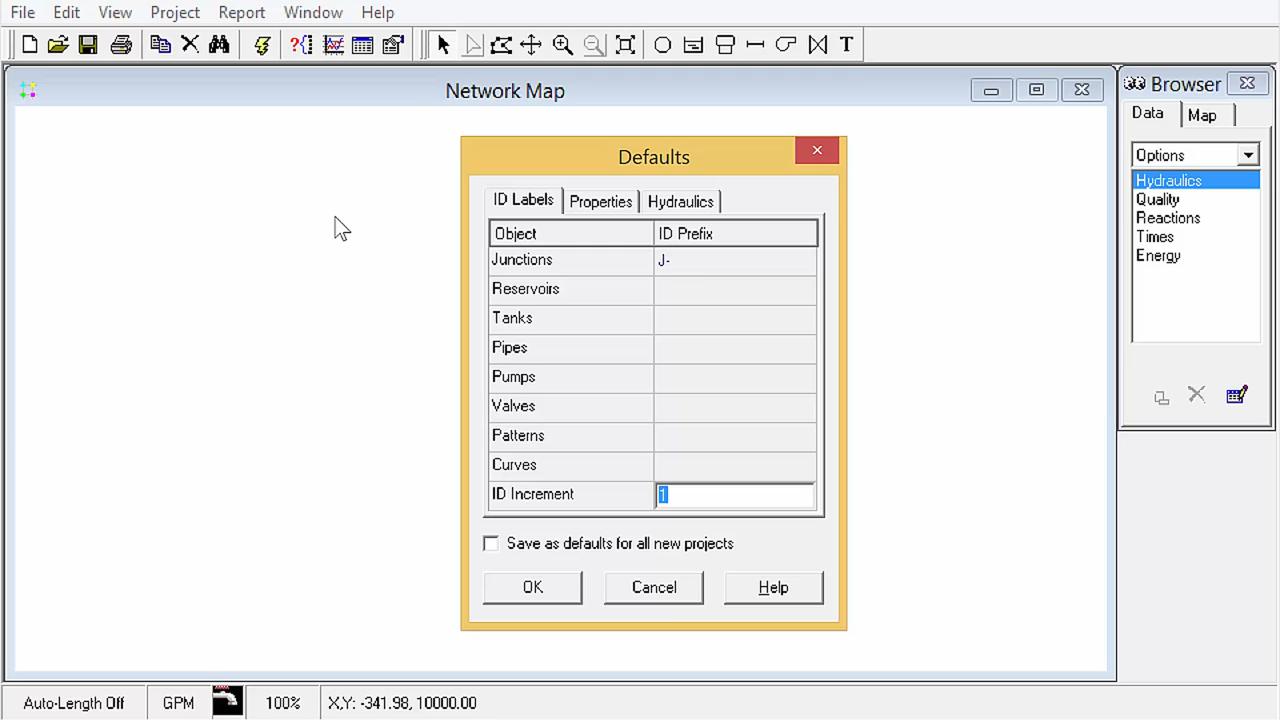 File Edit View Project Report Window Help
T
Network Map
Browser
Data Map
Options
Hydraulics
Quality
Reactions
Times
Energy
Defaults
ID Labels Properties Hydraulics
Object ID Prefix
Junctions J-
Reservoirs
Tanks
Pipes
Pumps
Valves
Patterns
Curves
ID Increment 1
Save as defaults for all new projects
OK Cancel Help
Auto-Length Off GPM 100% X,Y: -341.98, 10000.00